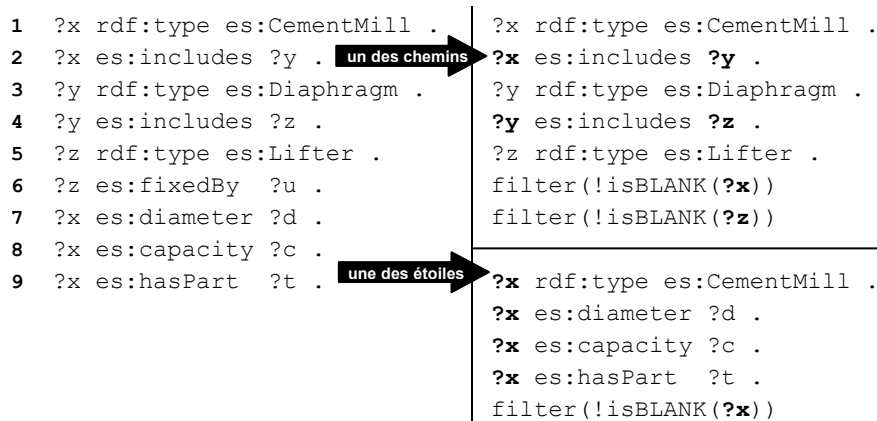 1 ?x rdf:type es:CementMill .
2 ?x es:includes ?y .
3 ?y rdf:type es:Diaphragm .
4 ?y es:includes ?z .
5 ?z rdf:type es:Lifter .
6 ?z es:fixedBy ?u .
7 ?x es:diameter ?d .
8 ?x es:capacity ?c .
9 ?x es:hasPart ?t .
un des chemins
?x rdf:type es:CementMill .
?x es:includes ?y .
?y rdf:type es:Diaphragm .
?y es:includes ?z .
?z rdf:type es:Lifter .
filter(!isBLANK(?x))
filter(!isBLANK(?z))
une des étoiles
?x rdf:type es:CementMill .
?x es:diameter ?d .
?x es:capacity ?c .
?x es:hasPart ?t .
filter(!isBLANK(?x))